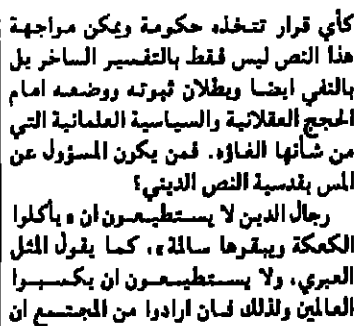 كأي قرار تتخذه حكومة ويمكن مواجهة
هذا النص ليس فقط بالتفسير الساخر بل
بالنفي ايضا وبطلان ثبوته ووضعه امام
الحجج العقلانية والسياسية العلمانية التي
من شأنها الغاؤه. فمن يكون المسؤول عن
المس بقدسية النص الديني؟
رجال الدين لا يستطيعون ان « يأكلوا
الكعكة ويبقوها سالمة»، كما يقول المثل
العبري، ولا يستطيعون ان يكسبوا
العالمين ولذلك فان ارادوا من المجتمع ان